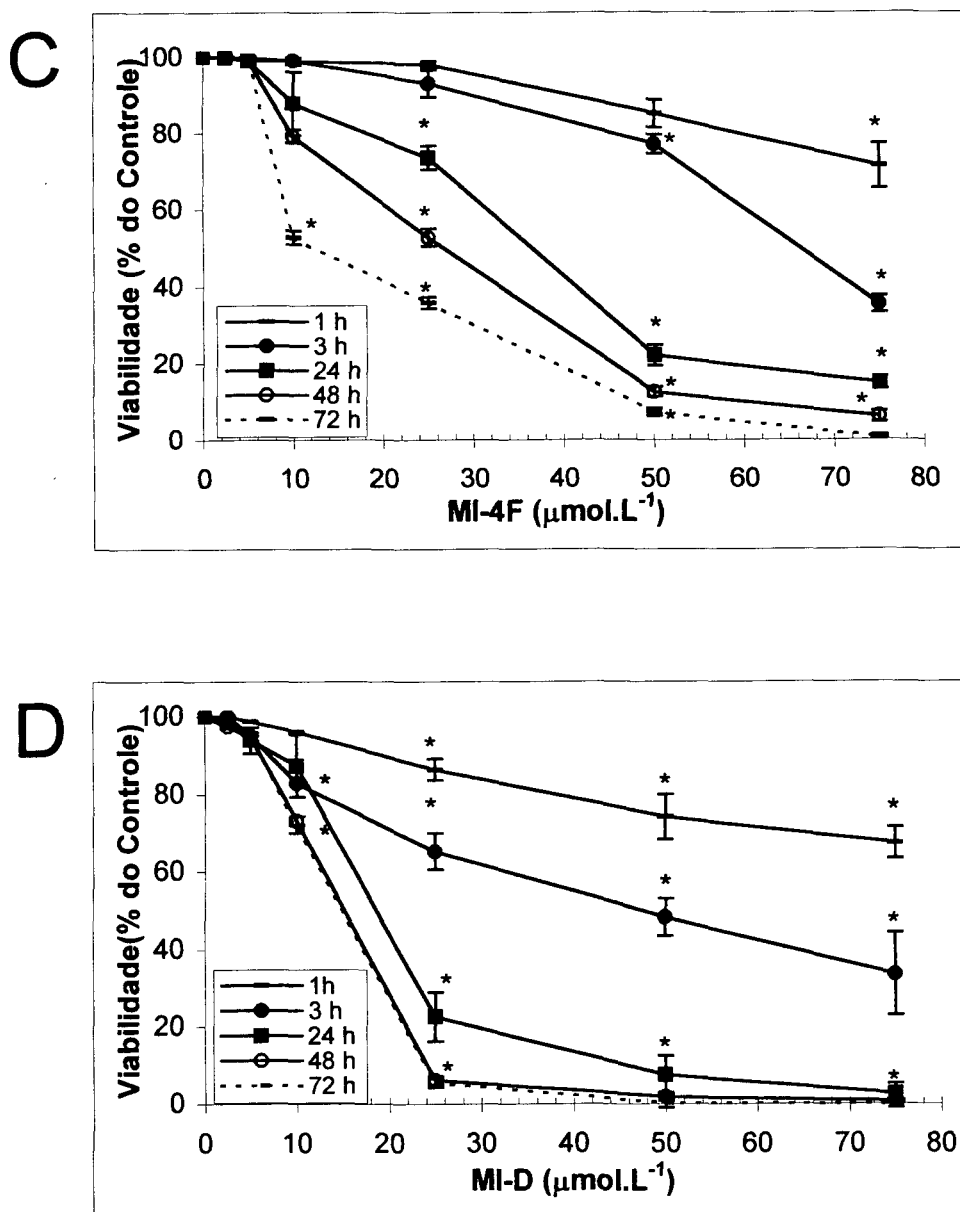 C
Viabilidade (% do Controle)
100
80
60
40
20
0
1 h
3 h
24 h
48 h
72 h
* * * * * * * * * * * *
0 10 20 30 40 50 60 70 80
MI-4F (μmol.L⁻¹)
D
Viabilidade(% do Controle)
100
80
60
40
20
0
1h
3 h
24 h
48 h
72 h
* * * * * * * * * * * *
0 10 20 30 40 50 60 70 80
MI-D (μmol.L⁻¹)